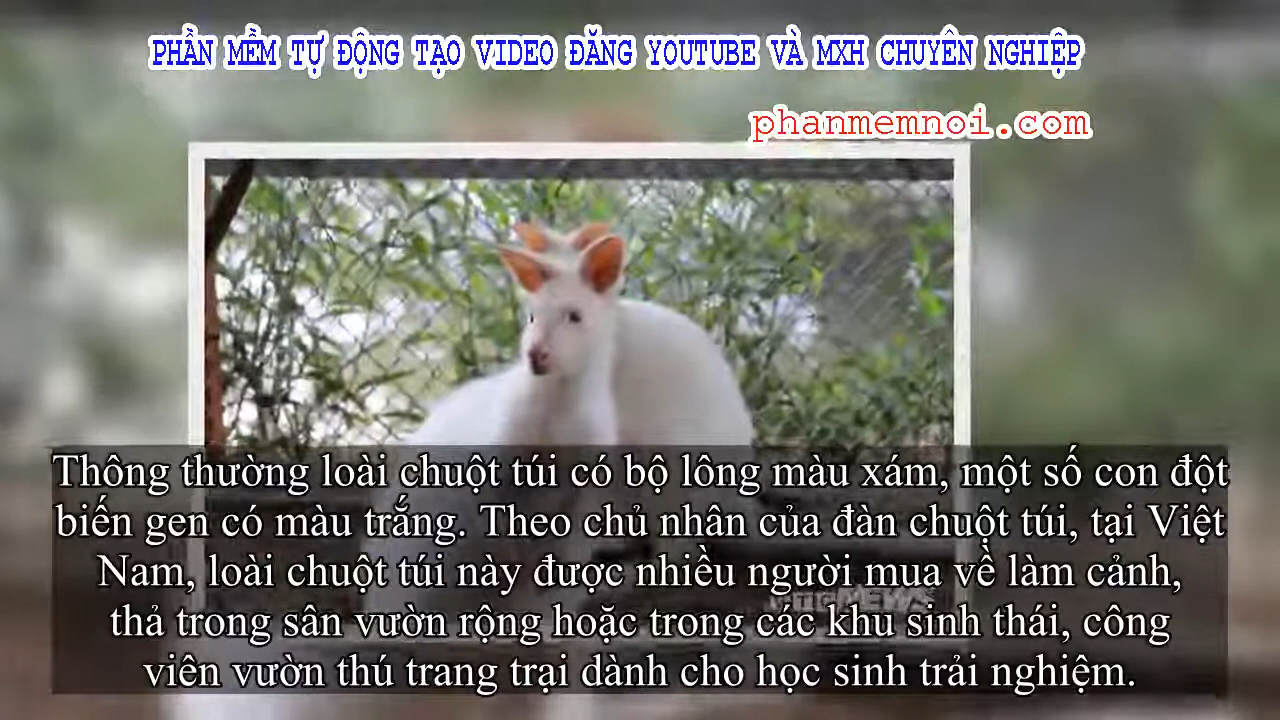 PHẦN MỀM TỰ ĐỘNG TẠO VIDEO ĐĂNG YOUTUBE VÀ MXH CHUYÊN NGHIỆP
phanmemnoi.com
Thông thường loài chuột túi có bộ lông màu xám, một số con đột
biến gen có màu trắng. Theo chủ nhân của đàn chuột túi, tại Việt
Nam, loài chuột túi này được nhiều người mua về làm cảnh,
thả trong sân vườn rộng hoặc trong các khu sinh thái, công
viên vườn thú trang trại dành cho học sinh trải nghiệm.